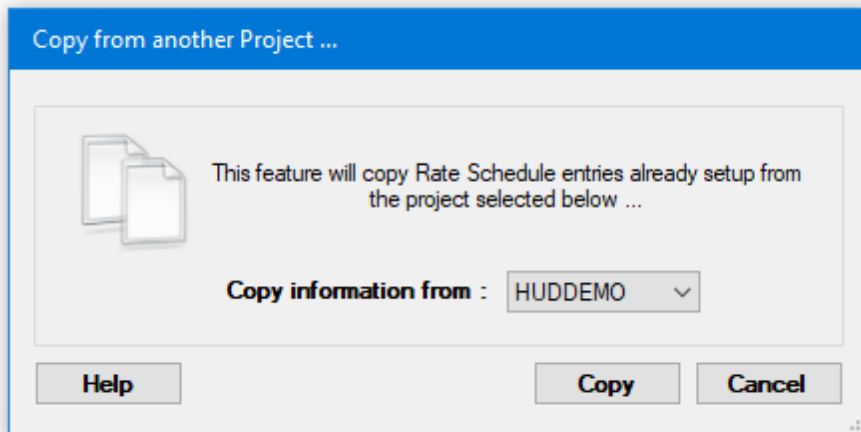 Copy from another Project ...
This feature will copy Rate Schedule entries already setup from
the project selected below ...
Copy information from : HUDDEMO
Help Copy Cancel